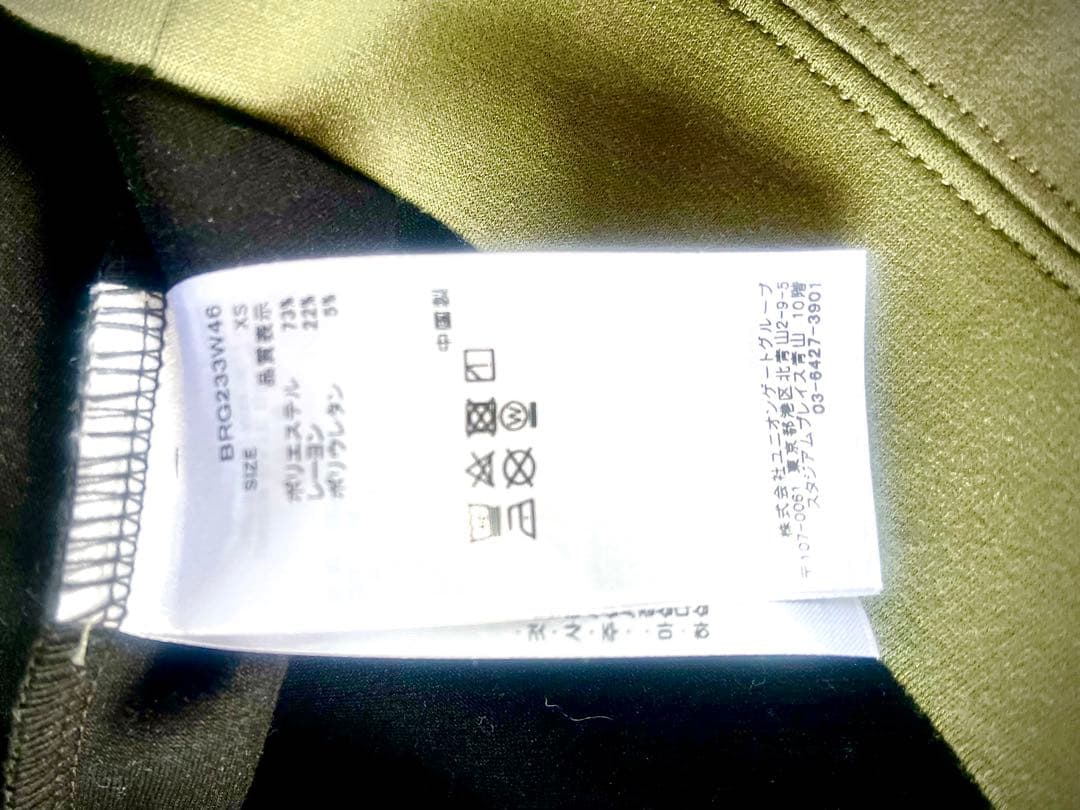 BRG233W46
SIZE XS
品質表示
ポリエステル 73%
レーヨン 22%
ポリウレタン 5%
中国製
W
株式会社ユニオンゲートグループ
〒107-0061 東京都港区北青山2-9-5
スタジアムプレイス青山 10階
03-6427-3901